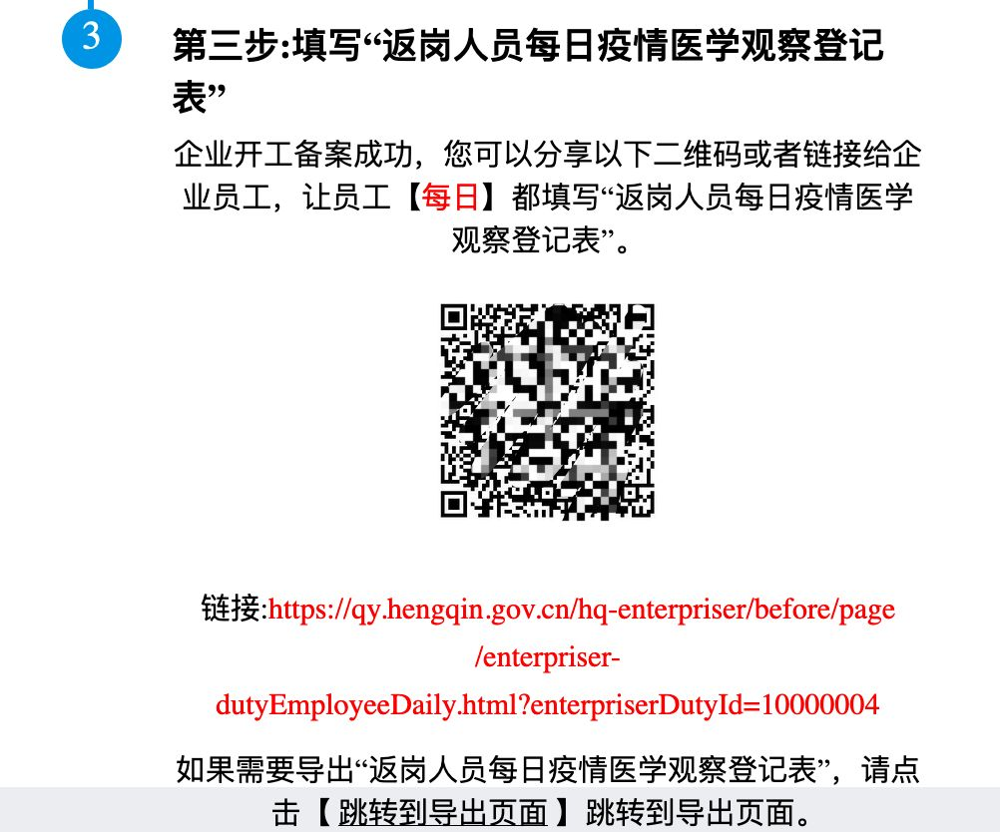 3
第三步:填写“返岗人员每日疫情医学观察登记
表”
企业开工备案成功，您可以分享以下二维码或者链接给企
业员工，让员工【每日】都填写“返岗人员每日疫情医学
观察登记表”。
链接:https://qy.hengqin.gov.cn/hq-enterpriser/before/page
/enterpriser-
dutyEmployeeDaily.html?enterpriserDutyId=10000004
如果需要导出“返岗人员每日疫情医学观察登记表”，请点
击【 跳转到导出页面 】跳转到导出页面。